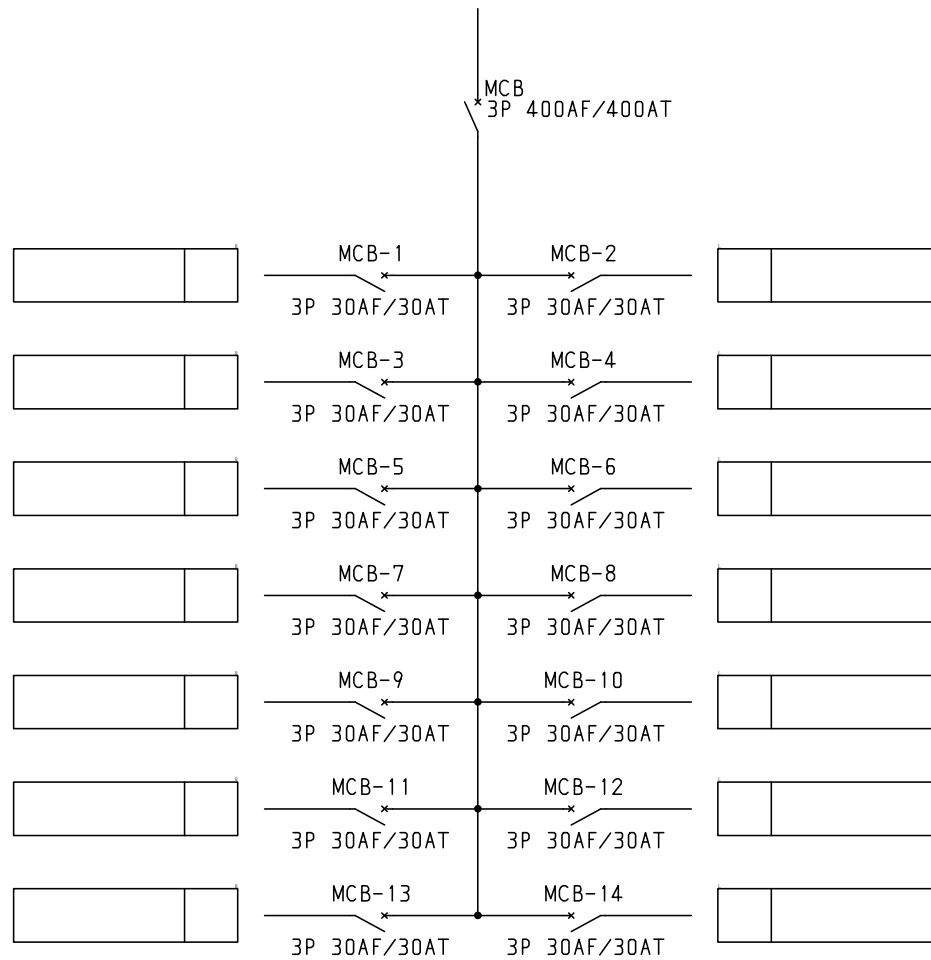 MCB
3P 400AF/400AT
MCB-1 MCB-2
3P 30AF/30AT 3P 30AF/30AT
MCB-3 MCB-4
3P 30AF/30AT 3P 30AF/30AT
MCB-5 MCB-6
3P 30AF/30AT 3P 30AF/30AT
MCB-7 MCB-8
3P 30AF/30AT 3P 30AF/30AT
MCB-9 MCB-10
3P 30AF/30AT 3P 30AF/30AT
MCB-11 MCB-12
3P 30AF/30AT 3P 30AF/30AT
MCB-13 MCB-14
3P 30AF/30AT 3P 30AF/30AT